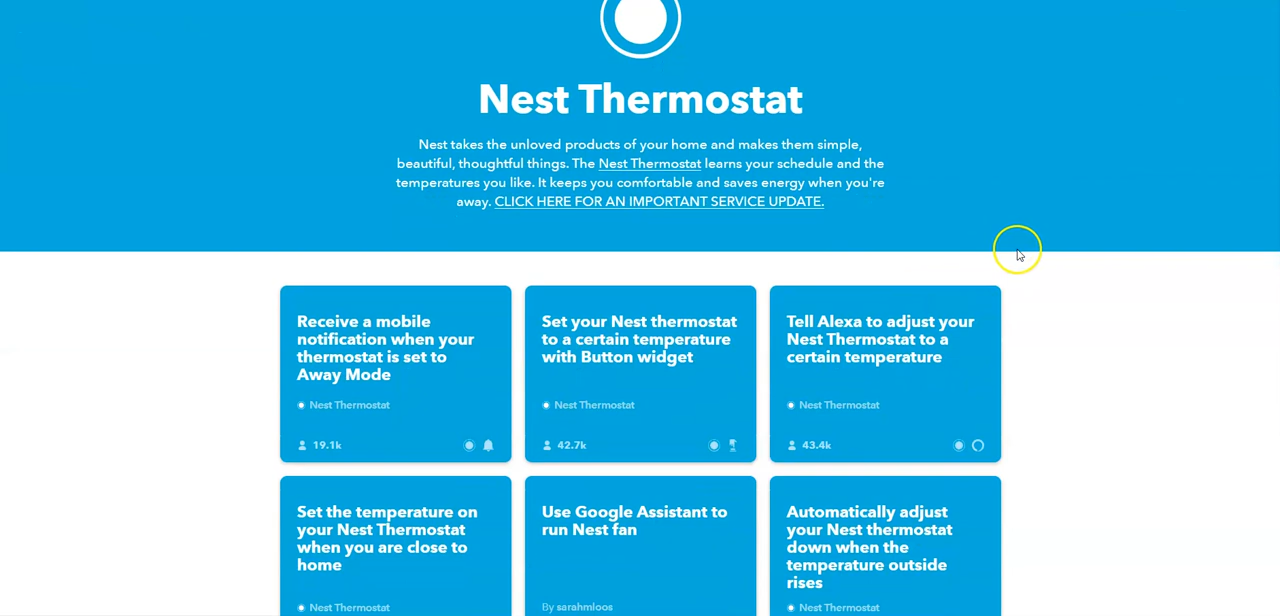 Nest Thermostat
Nest takes the unloved products of your home and makes them simple,
beautiful, thoughtful things. The Nest Thermostat learns your schedule and the
temperatures you like. It keeps you comfortable and saves energy when you're
away. CLICK HERE FOR AN IMPORTANT SERVICE UPDATE.
Receive a mobile
notification when your
thermostat is set to
Away Mode
Nest Thermostat
19.1k
Set your Nest thermostat
to a certain temperature
with Button widget
Nest Thermostat
42.7k
Tell Alexa to adjust your
Nest Thermostat to a
certain temperature
Nest Thermostat
43.4k
Set the temperature on
your Nest Thermostat
when you are close to
home
Nest Thermostat
Use Google Assistant to
run Nest fan
By sarahmloos
Automatically adjust
your Nest thermostat
down when the
temperature outside
rises
Nest Thermostat